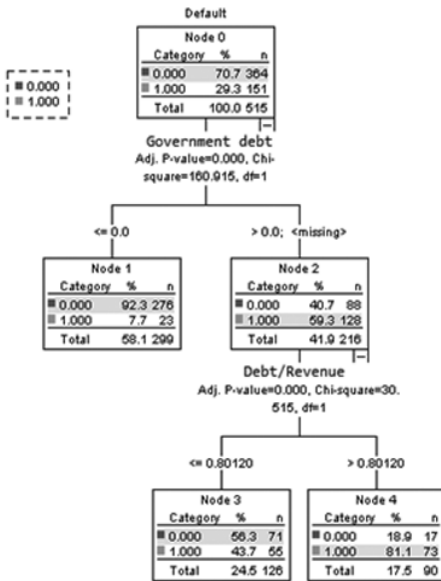 Default
Node 0
Category % n
0.000 70.7 364
1.000 29.3 151
Total 100.0 515
0.000
1.000
Government debt
Adj. P-value=0.000, Chi-
square=160.915, df=1
<= 0.0
> 0.0; <missing>
Node 1
Category % n
0.000 92.3 276
1.000 7.7 23
Total 58.1 299
Node 2
Category % n
0.000 40.7 88
1.000 59.3 128
Total 41.9 216
Debt/Revenue
Adj. P-value=0.000, Chi-square=30.
515, df=1
<= 0.80120
> 0.80120
Node 3
Category % n
0.000 56.3 71
1.000 43.7 55
Total 24.5 126
Node 4
Category % n
0.000 18.9 17
1.000 81.1 73
Total 17.5 90